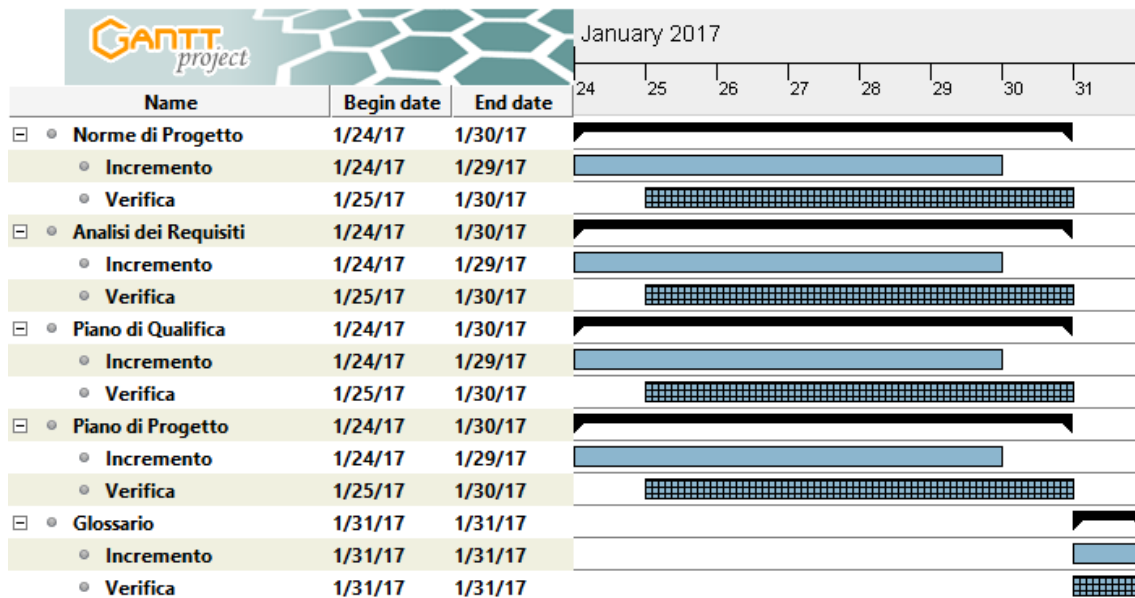 GANTT
project
January 2017
24 25 26 27 28 29 30 31
Name Begin date End date
Norme di Progetto 1/24/17 1/30/17
Incremento 1/24/17 1/29/17
Verifica 1/25/17 1/30/17
Analisi dei Requisiti 1/24/17 1/30/17
Incremento 1/24/17 1/29/17
Verifica 1/25/17 1/30/17
Piano di Qualifica 1/24/17 1/30/17
Incremento 1/24/17 1/29/17
Verifica 1/25/17 1/30/17
Piano di Progetto 1/24/17 1/30/17
Incremento 1/24/17 1/29/17
Verifica 1/25/17 1/30/17
Glossario 1/31/17 1/31/17
Incremento 1/31/17 1/31/17
Verifica 1/31/17 1/31/17